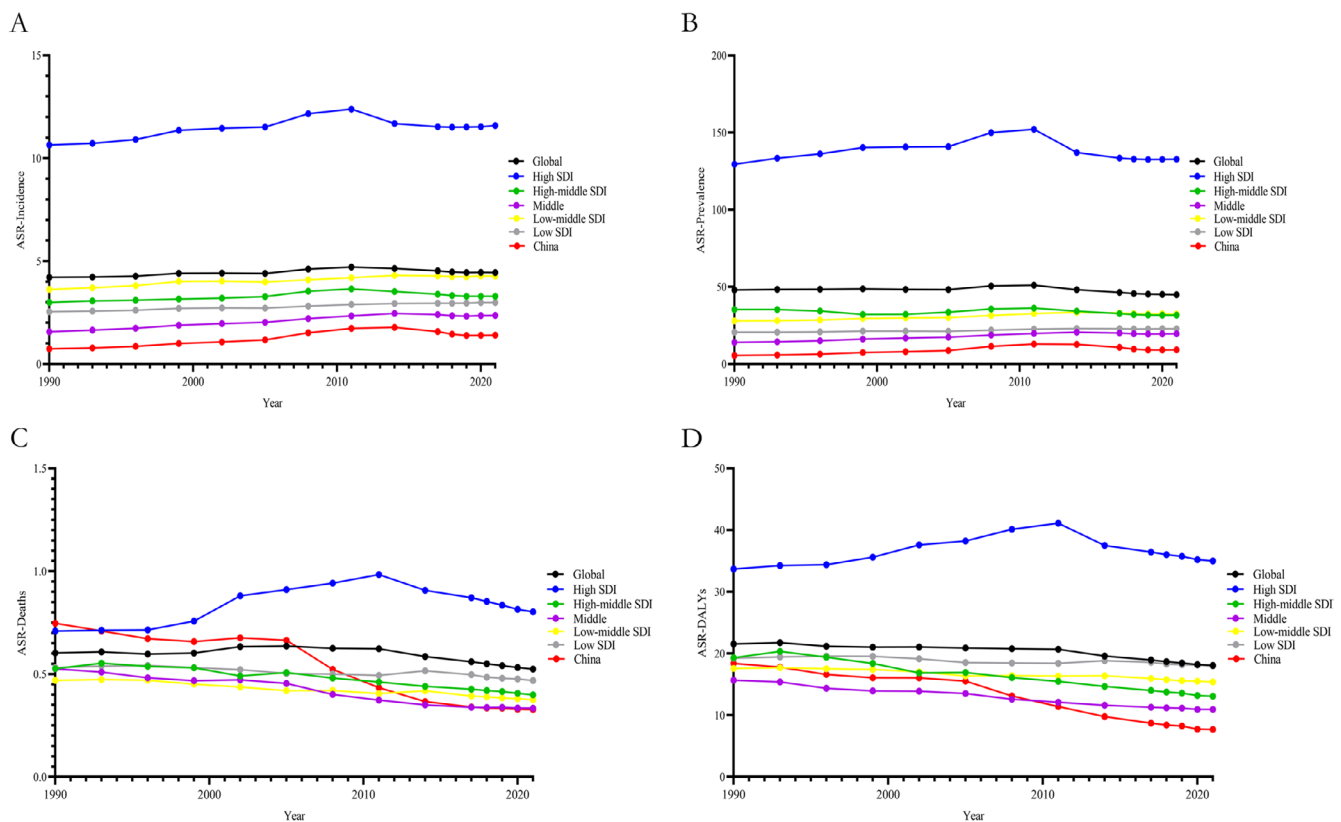 A
ASR-Incidence
15
10
5
0
1990
2000
2010
2020
Year
Global
High SDI
High-middle SDI
Middle
Low-middle SDI
Low SDI
China
B
ASR-Prevalence
200
150
100
50
0
1990
2000
2010
2020
Year
Global
High SDI
High-middle SDI
Middle
Low-middle SDI
Low SDI
China
C
ASR-Deaths
1.5
1.0
0.5
0.0
1990
2000
2010
2020
Year
Global
High SDI
High-middle SDI
Middle
Low-middle SDI
Low SDI
China
D
ASR-DALYs
50
40
30
20
10
0
1990
2000
2010
2020
Year
Global
High SDI
High-middle SDI
Middle
Low-middle SDI
Low SDI
China